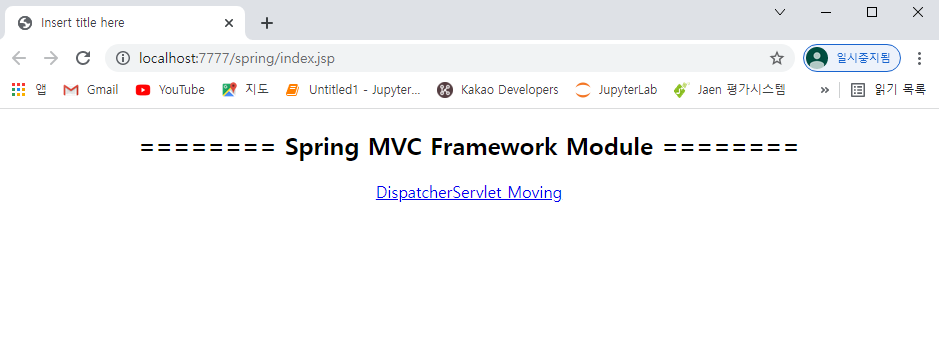 Insert title here
localhost:7777/spring/index.jsp
일시중지됨
앱 Gmail YouTube 지도 Untitled1 - Jupyter... Kakao Developers JupyterLab Jaen 평가시스템 » 읽기 목록
======== Spring MVC Framework Module ========
DispatcherServlet Moving